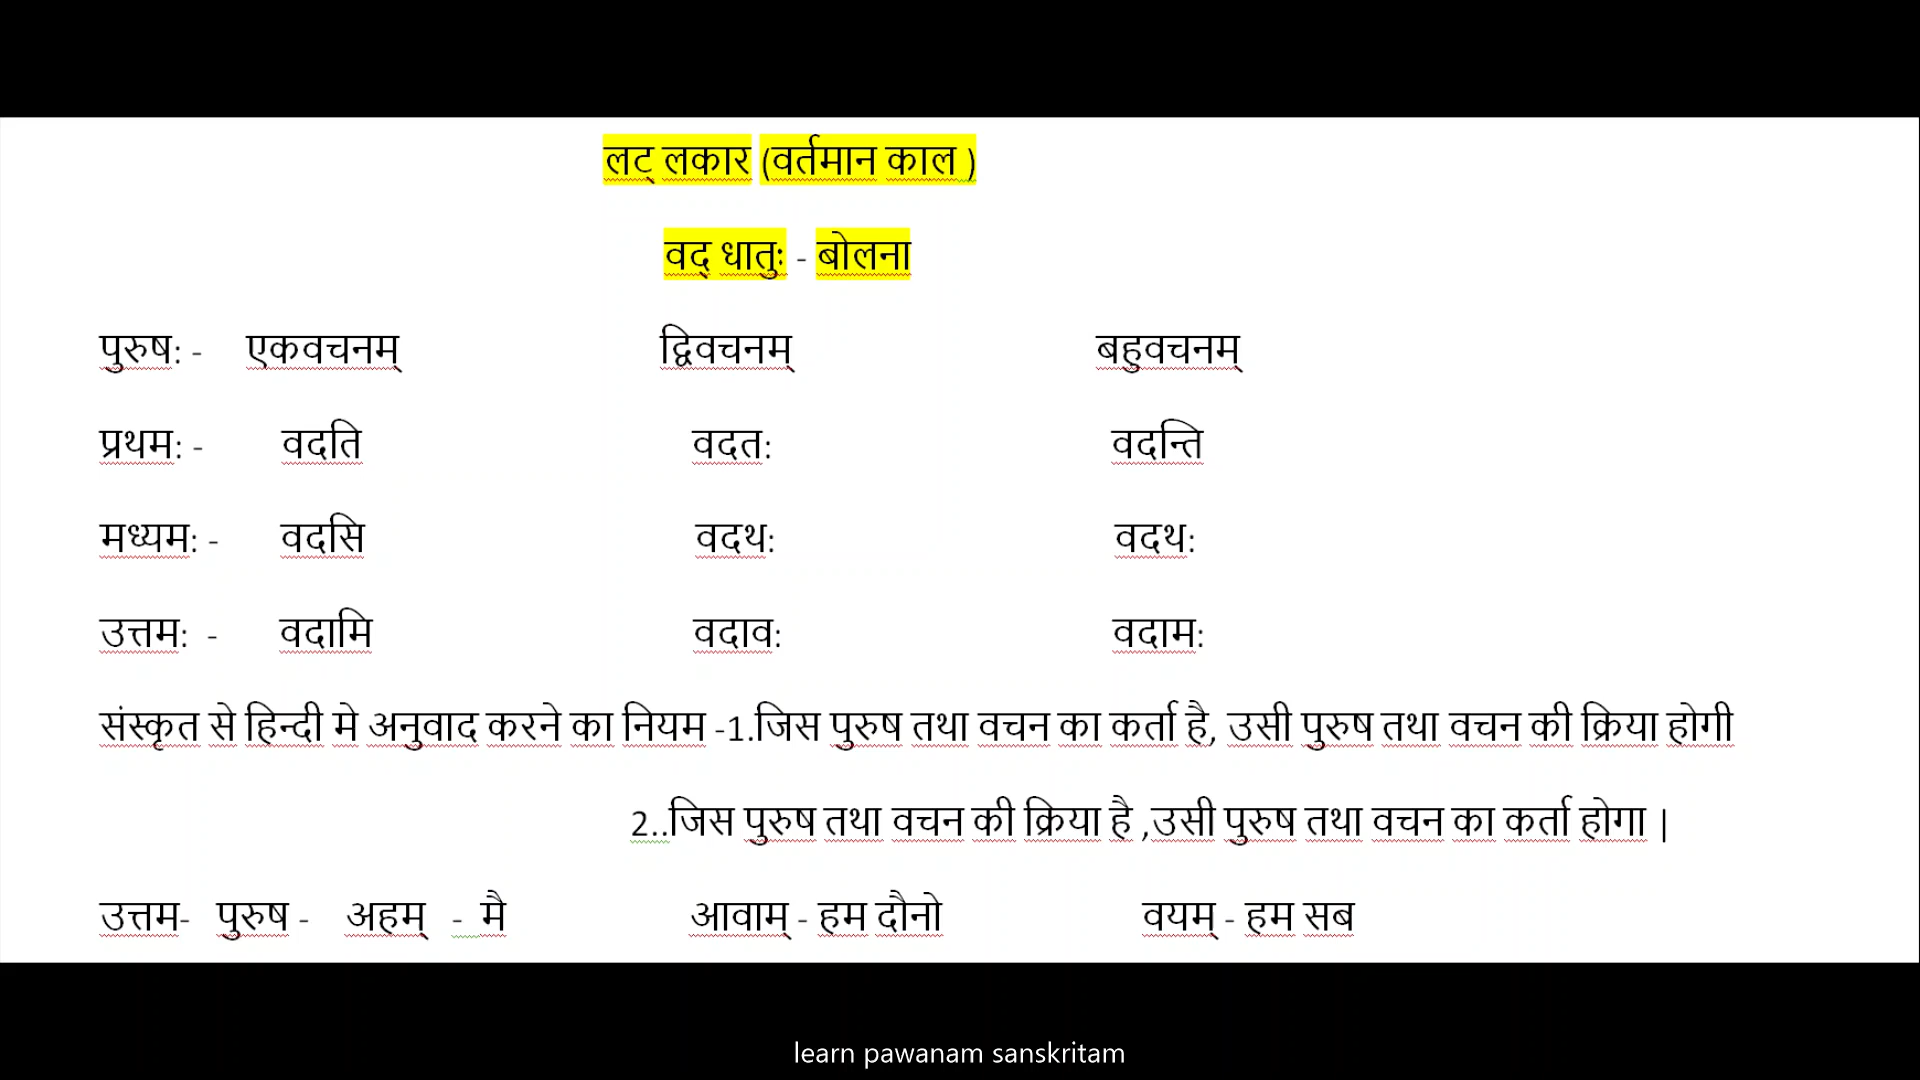 लट् लकार (वर्तमान काल )
वद् धातुः - बोलना
पुरुष: - एकवचनम् द्विवचनम् बहुवचनम्
प्रथम: - वदति वदत: वदन्ति
मध्यम: - वदसि वदथ: वदथ:
उत्तम: - वदामि वदाव: वदाम:
संस्कृत से हिन्दी मे अनुवाद करने का नियम -1.जिस पुरुष तथा वचन का कर्ता है, उसी पुरुष तथा वचन की क्रिया होगी
2..जिस पुरुष तथा वचन की क्रिया है ,उसी पुरुष तथा वचन का कर्ता होगा |
उत्तम- पुरुष - अहम् - मै आवाम् - हम दौनो वयम् - हम सब
learn pawanam sanskritam